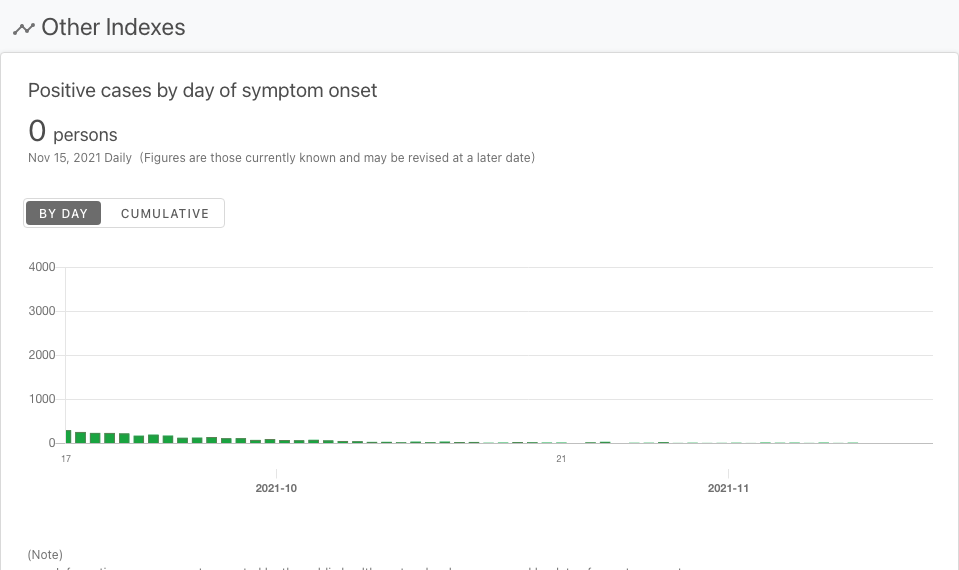 Other Indexes
Positive cases by day of symptom onset
0 persons
Nov 15, 2021 Daily (Figures are those currently known and may be revised at a later date)
BY DAY CUMULATIVE
4000
3000
2000
1000
0
17 21
2021-10 2021-11
(Note)